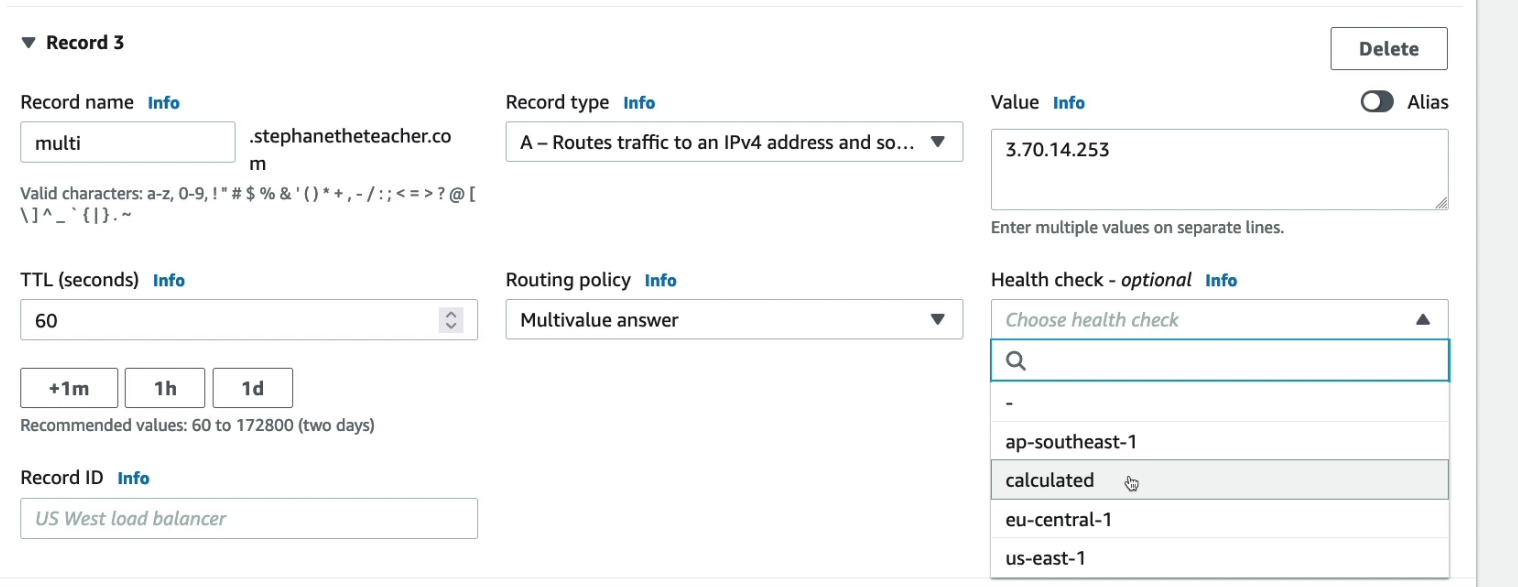 Record 3
Delete
Record name Info
multi
.stephanetheteacher.co
m
Valid characters: a-z, 0-9, ! " # $ % & ' ( ) * + , - / : ; < = > ? @ [
\ ] ^ _ ` { | } . ~
Record type Info
A – Routes traffic to an IPv4 address and so...
Value Info
Alias
3.70.14.253
Enter multiple values on separate lines.
TTL (seconds) Info
60
+1m 1h 1d
Recommended values: 60 to 172800 (two days)
Routing policy Info
Multivalue answer
Health check - optional Info
Choose health check
-
ap-southeast-1
calculated
eu-central-1
us-east-1
Record ID Info
US West load balancer